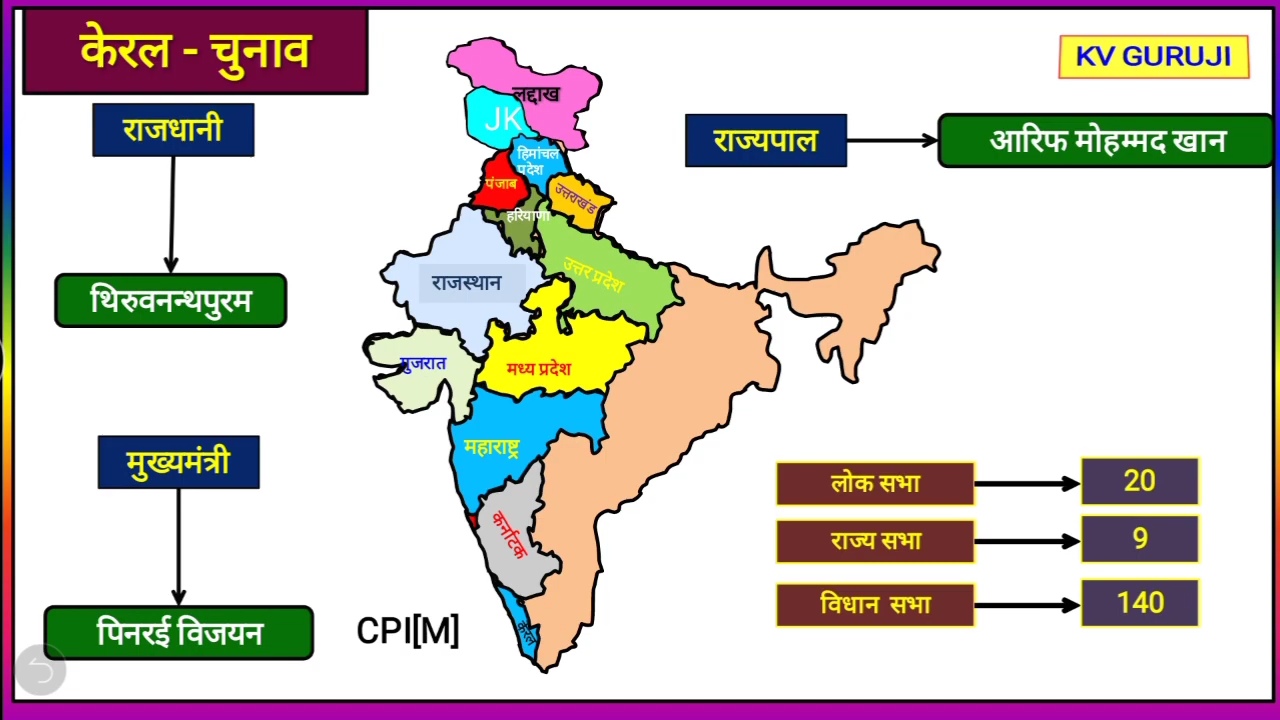 केरल - चुनाव
KV GURUJI
राजधानी
थिरुवनन्थपुरम
मुख्यमंत्री
पिनरई विजयन
CPI[M]
राज्यपाल
आरिफ मोहम्मद खान
लद्दाख
JK
हिमांचल
प्रदेश
पंजाब
उत्तराखंड
हरियाणा
राजस्थान
उत्तर प्रदेश
गुजरात
मध्य प्रदेश
महाराष्ट्र
कर्नाटक
केरल
लोक सभा
20
राज्य सभा
9
विधान सभा
140